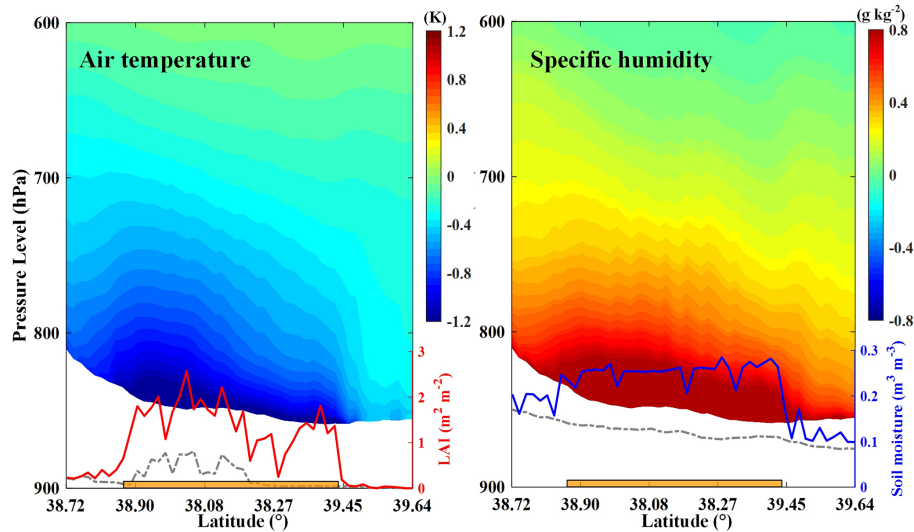 (K)
(g kg⁻²)
600
1.2
600
0.8
Air temperature
Specific humidity
0.8
0.4
700
0
700
0
-0.4
-0.4
-0.8
800
-1.2
800
-0.8
3
0.3
2
0.2
1
0.1
900
0
900
0
Pressure Level (hPa)
LAI (m² m⁻²)
Soil moisture (m³ m⁻³)
38.72 38.90 38.08 38.27 39.45 39.64
38.72 38.90 38.08 38.27 39.45 39.64
Latitude (°)
Latitude (°)
0.4